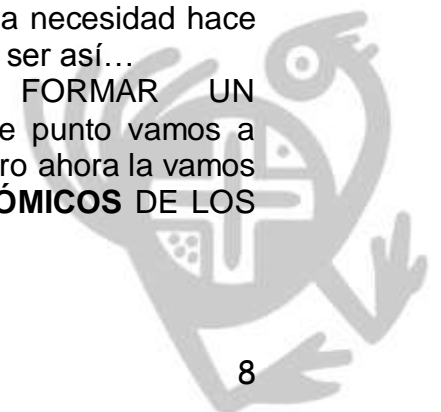 a necesidad hace
ser así…
FORMAR UN
e punto vamos a
ro ahora la vamos
ÓMICOS DE LOS
8